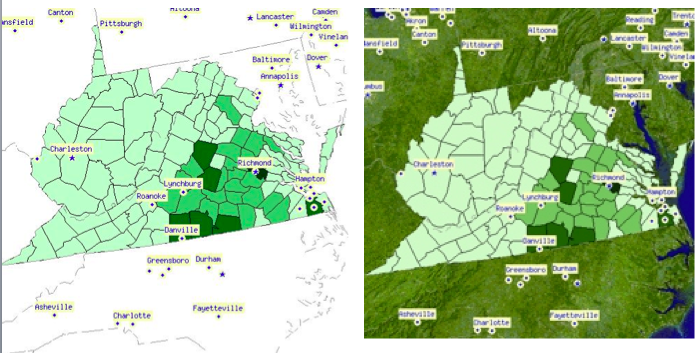 Canton
Altoona
Camden
ansfield
Pittsburgh
Lancaster
Wilmington
Vinelan
Baltimore
Dover
Annapolis
Charleston
Richmond
Lynchburg
Hampton
Roanoke
Danville
Greensboro
Durham
Asheville
Charlotte
Fayetteville
Akron
Canton
Altoona
Reading
Trent
Camden
ansfield
Pittsburgh
Lancaster
Wilmington
Vinelan
Baltimore
Dover
umbus
Annapolis
Charleston
Richmond
Lynchburg
Hampton
Roanoke
Danville
Greensboro
Durham
Asheville
Charlotte
Fayetteville